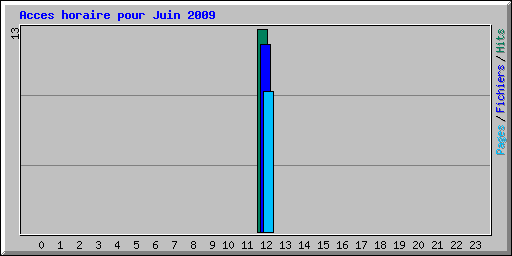 Acces horaire pour Juin 2009
13
Pages/Fichiers/Hits
0 1 2 3 4 5 6 7 8 9 10 11 12 13 14 15 16 17 18 19 20 21 22 23